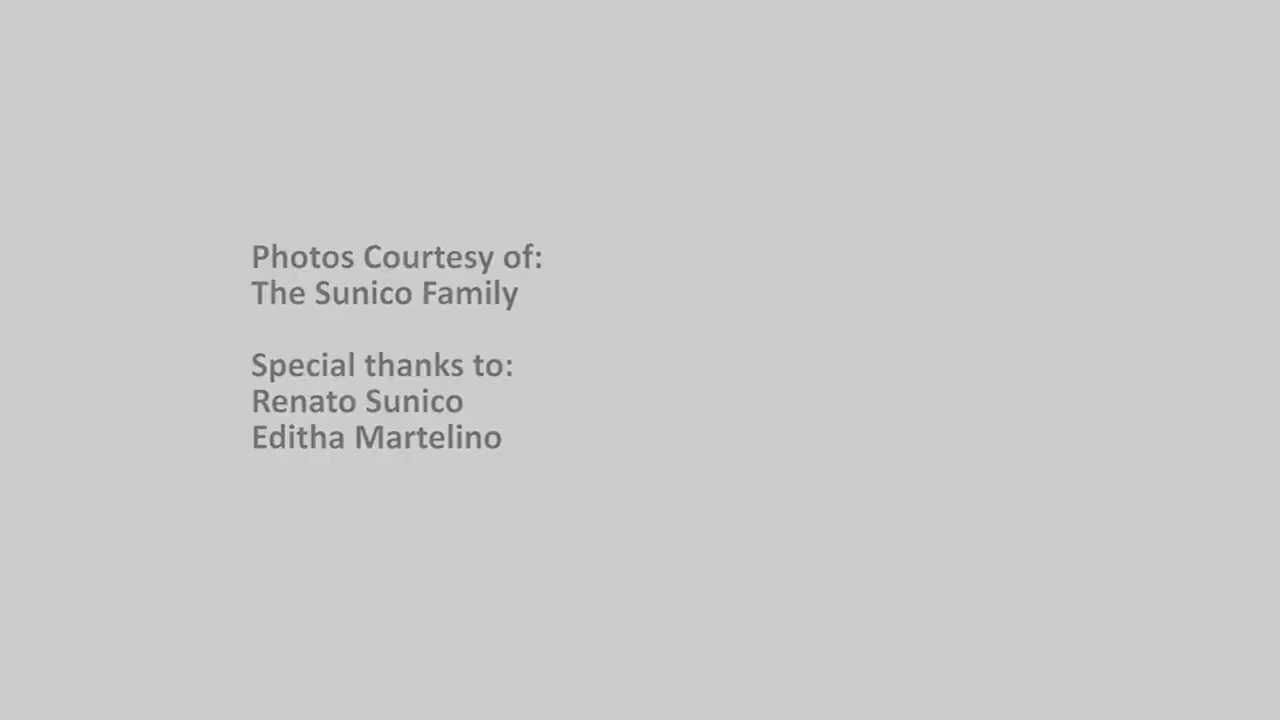 Photos Courtesy of:
The Sunico Family
Special thanks to:
Renato Sunico
Editha Martelino